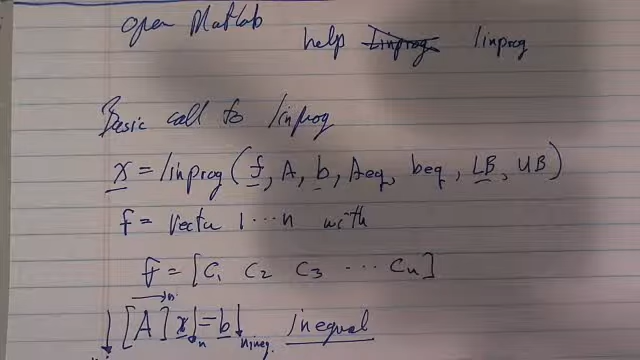 open Matlab
help linprog linprog
Basic call to linprog
x = linprog(f, A, b, Aeq, beq, LB, UB)
f = vector 1 ... n with
f = [C1 C2 C3 ... Cn]
n
[A] x = b inequal
n nineq.